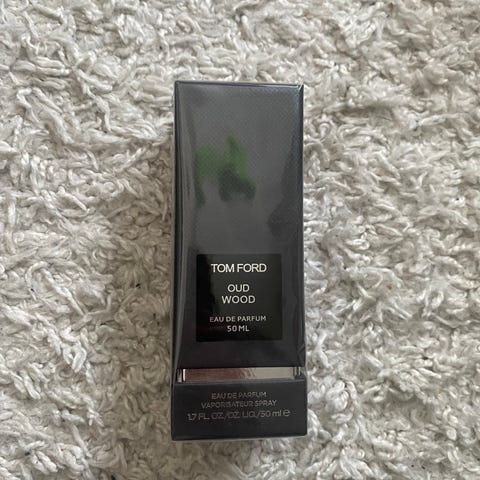 TOM FORD
OUD
WOOD
EAU DE PARFUM
50 ML
EAU DE PARFUM
VAPORISATEUR SPRAY
1.7 FL. OZ./OZ. LIQ./50 ml ℮